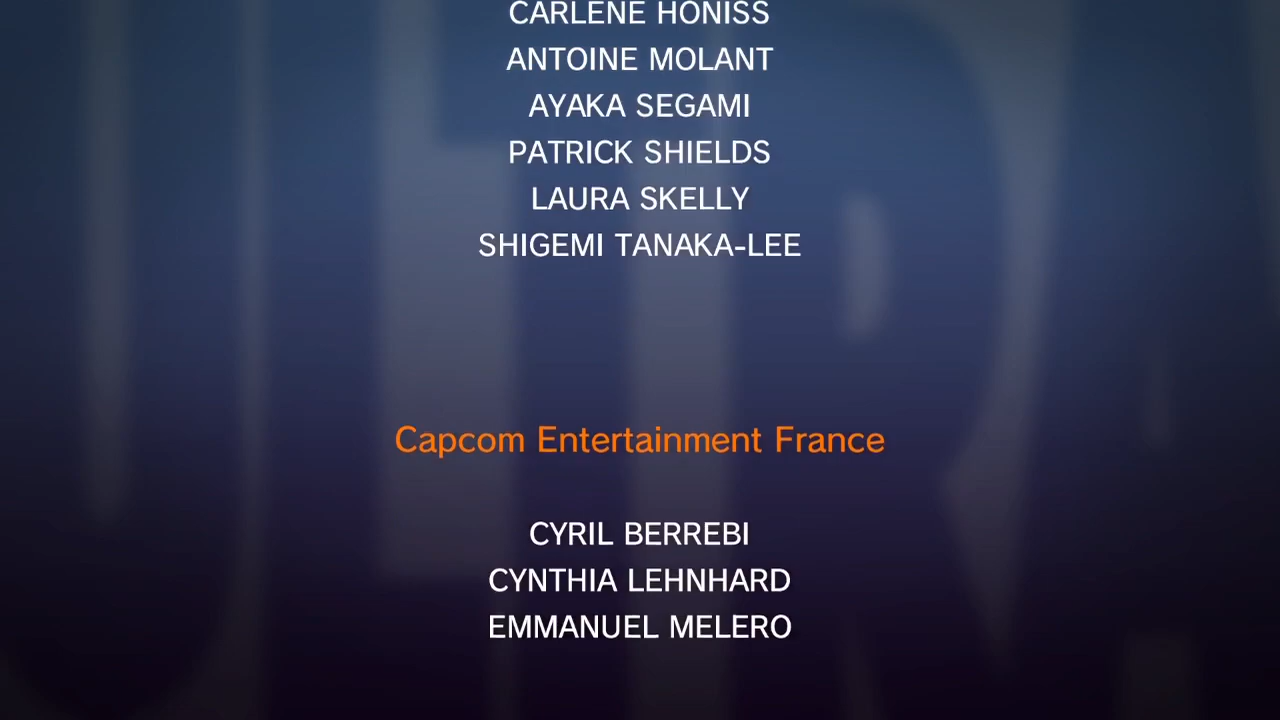 CARLENE HONISS
ANTOINE MOLANT
AYAKA SEGAMI
PATRICK SHIELDS
LAURA SKELLY
SHIGEMI TANAKA-LEE
Capcom Entertainment France
CYRIL BERREBI
CYNTHIA LEHNHARD
EMMANUEL MELERO